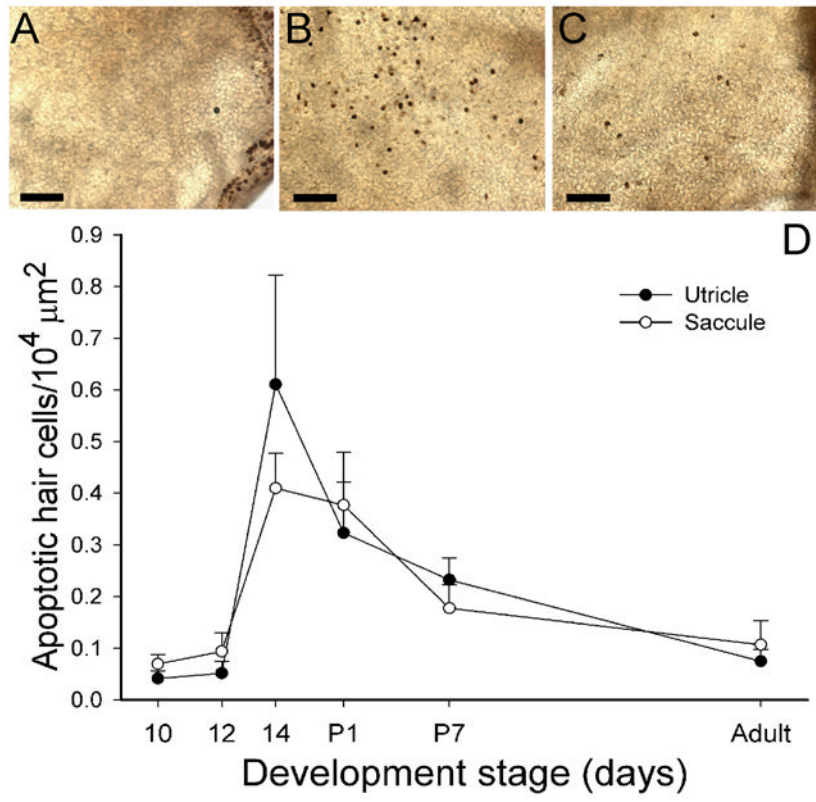 A
B
C
D
0.9
0.8
0.7
0.6
0.5
0.4
0.3
0.2
0.1
0.0
Apoptotic hair cells/10⁴ µm²
Utricle
Saccule
10 12 14 P1 P7 Adult
Development stage (days)